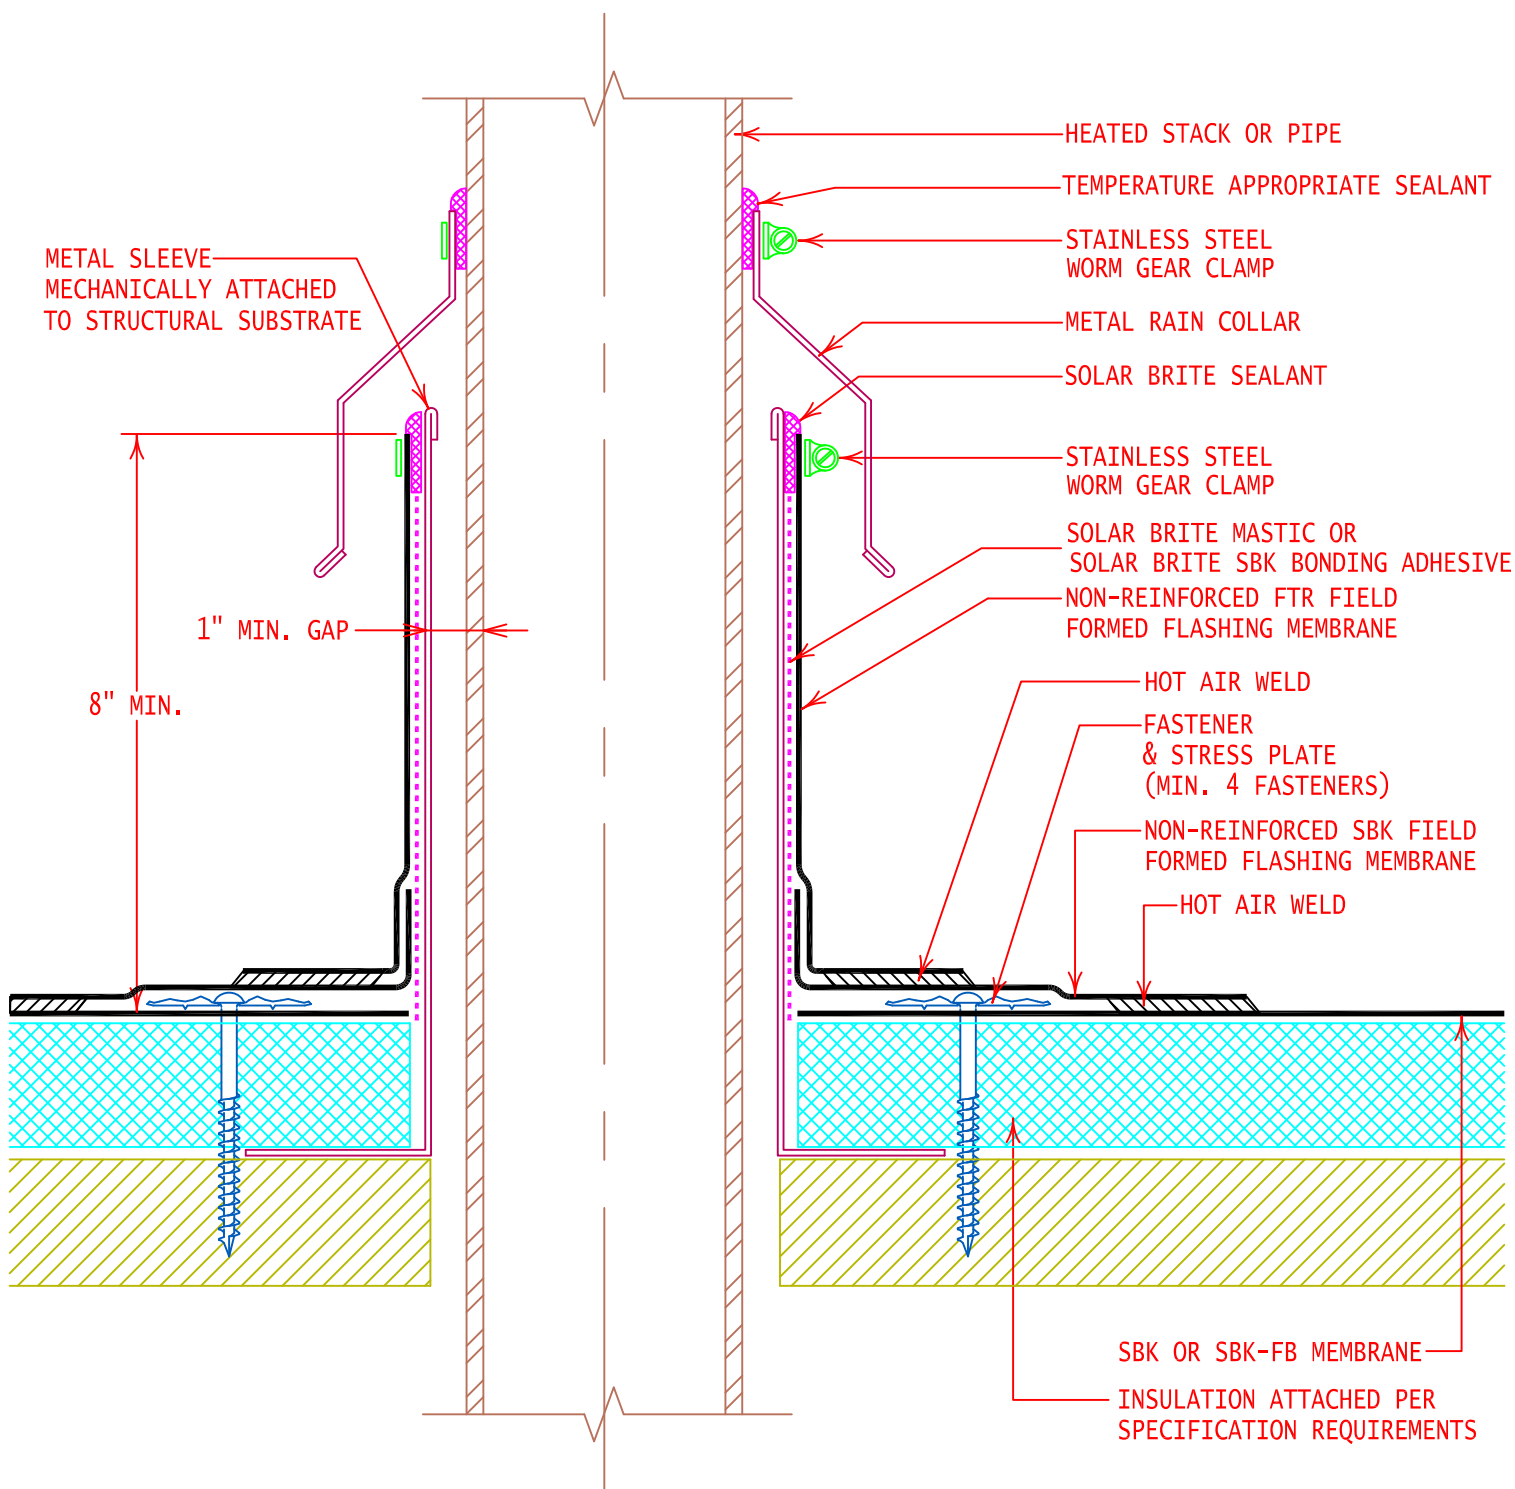 HEATED STACK OR PIPE
TEMPERATURE APPROPRIATE SEALANT
STAINLESS STEEL
WORM GEAR CLAMP
METAL SLEEVE
MECHANICALLY ATTACHED
TO STRUCTURAL SUBSTRATE
METAL RAIN COLLAR
SOLAR BRITE SEALANT
STAINLESS STEEL
WORM GEAR CLAMP
SOLAR BRITE MASTIC OR
SOLAR BRITE SBK BONDING ADHESIVE
NON-REINFORCED FTR FIELD
FORMED FLASHING MEMBRANE
1" MIN. GAP
8" MIN.
HOT AIR WELD
FASTENER
& STRESS PLATE
(MIN. 4 FASTENERS)
NON-REINFORCED SBK FIELD
FORMED FLASHING MEMBRANE
HOT AIR WELD
SBK OR SBK-FB MEMBRANE
INSULATION ATTACHED PER
SPECIFICATION REQUIREMENTS